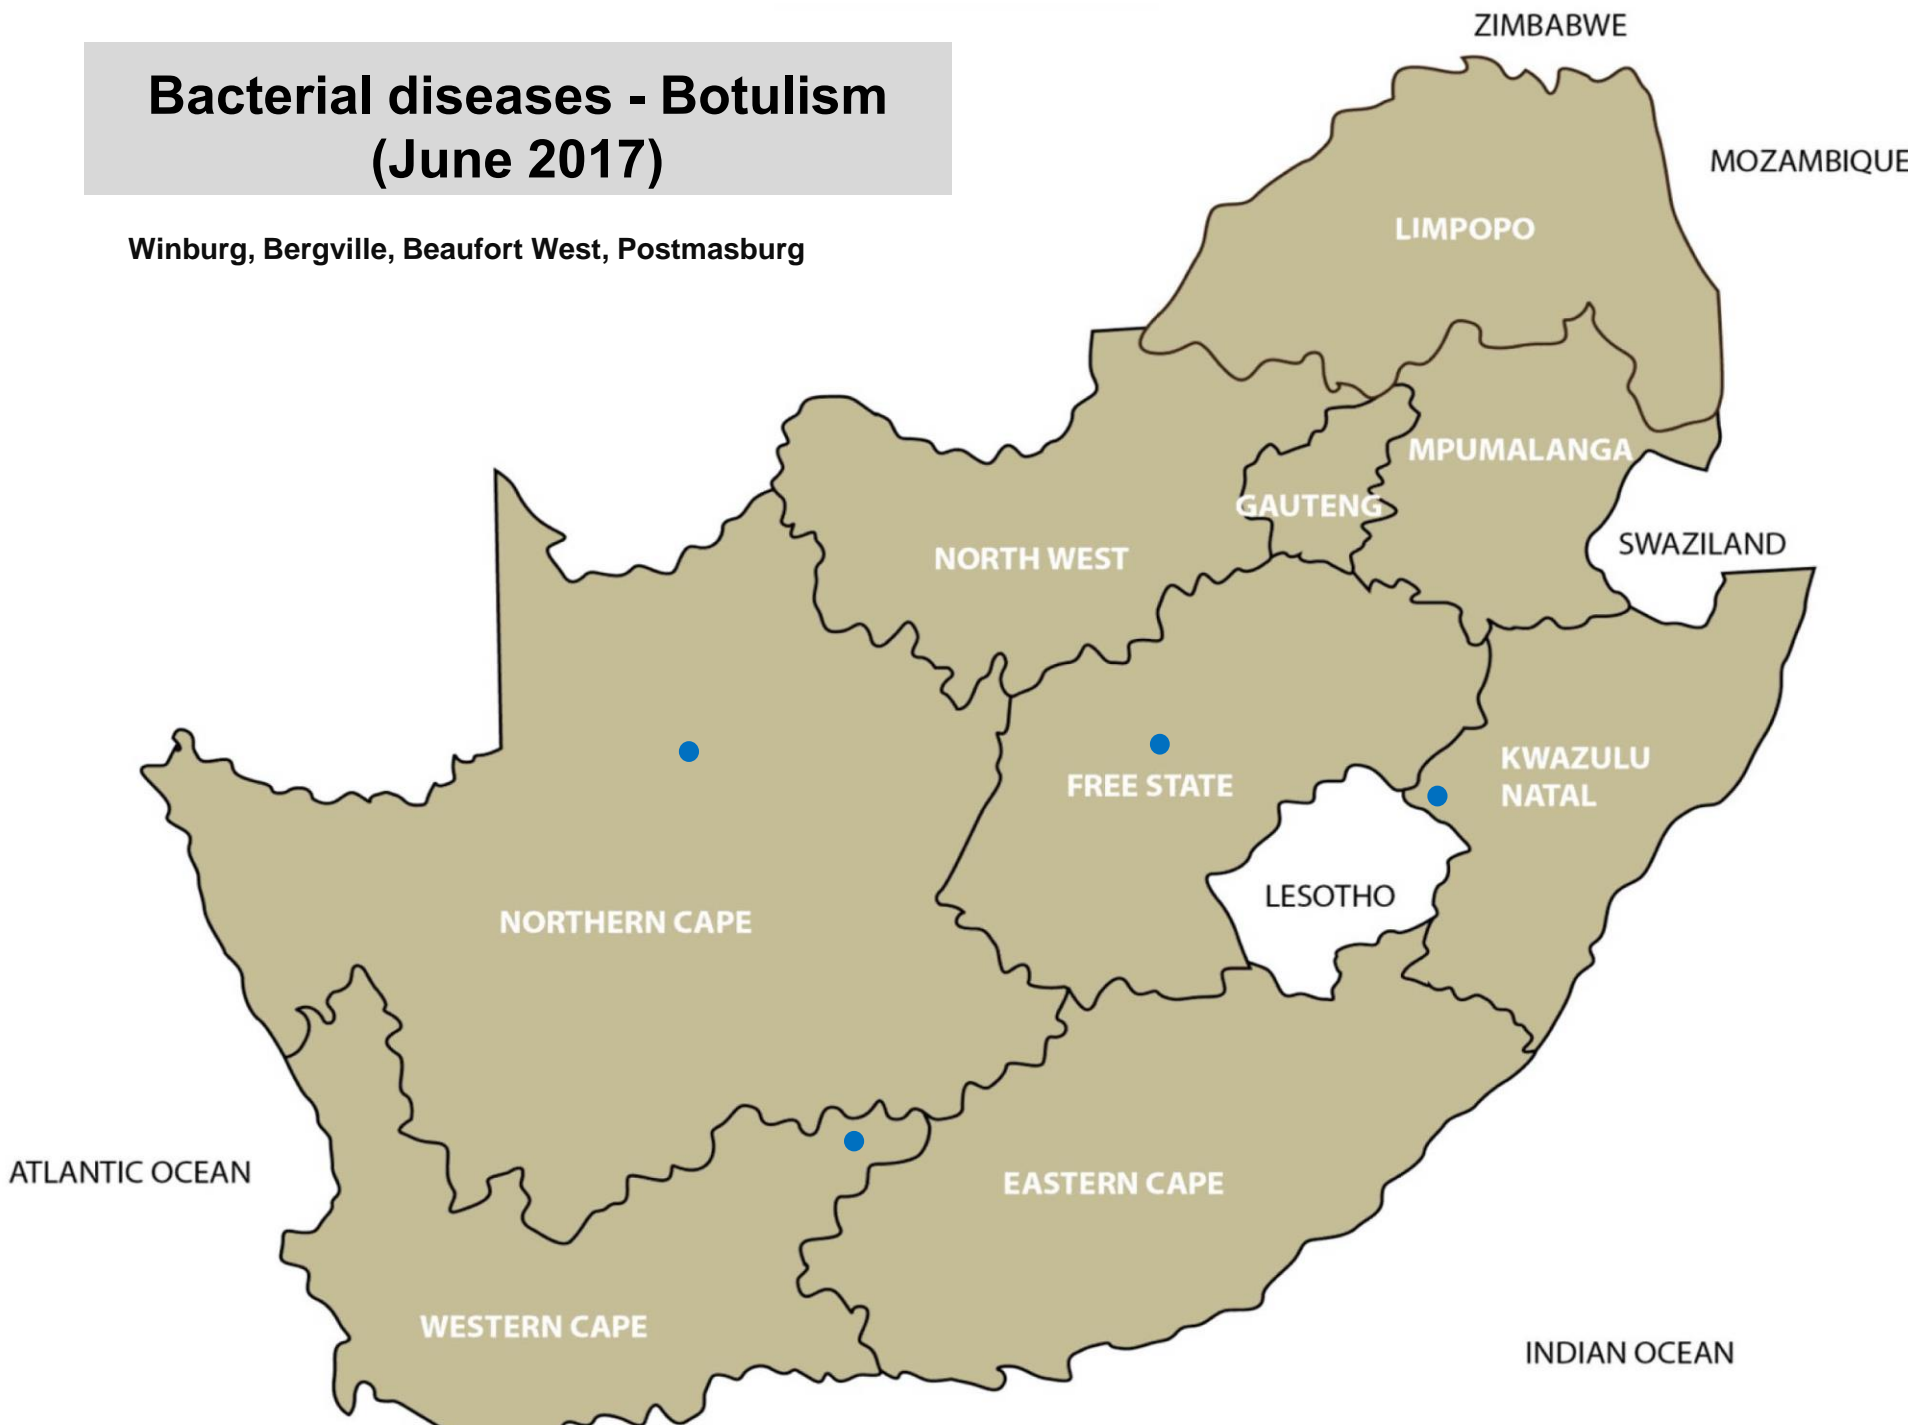 Bacterial diseases - Botulism
(June 2017)
Winburg, Bergville, Beaufort West, Postmasburg
ZIMBABWE
MOZAMBIQUE
LIMPOPO
MPUMALANGA
GAUTENG
SWAZILAND
NORTH WEST
KWAZULU
NATAL
FREE STATE
LESOTHO
NORTHERN CAPE
ATLANTIC OCEAN
EASTERN CAPE
WESTERN CAPE
INDIAN OCEAN